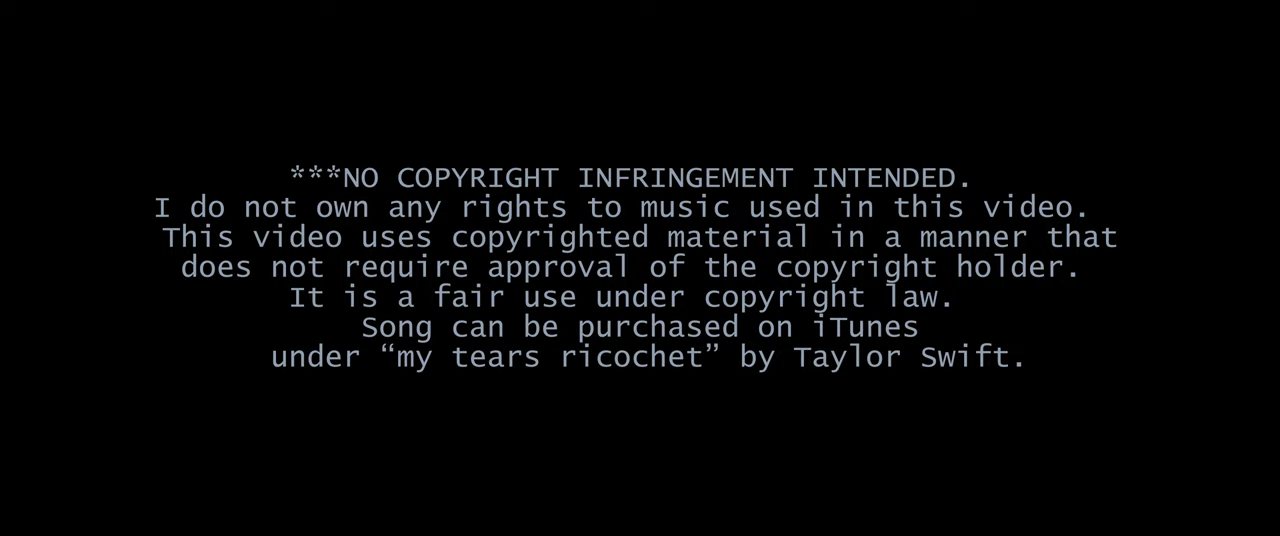 ***NO COPYRIGHT INFRINGEMENT INTENDED.
I do not own any rights to music used in this video.
This video uses copyrighted material in a manner that
does not require approval of the copyright holder.
It is a fair use under copyright law.
Song can be purchased on iTunes
under “my tears ricochet” by Taylor Swift.